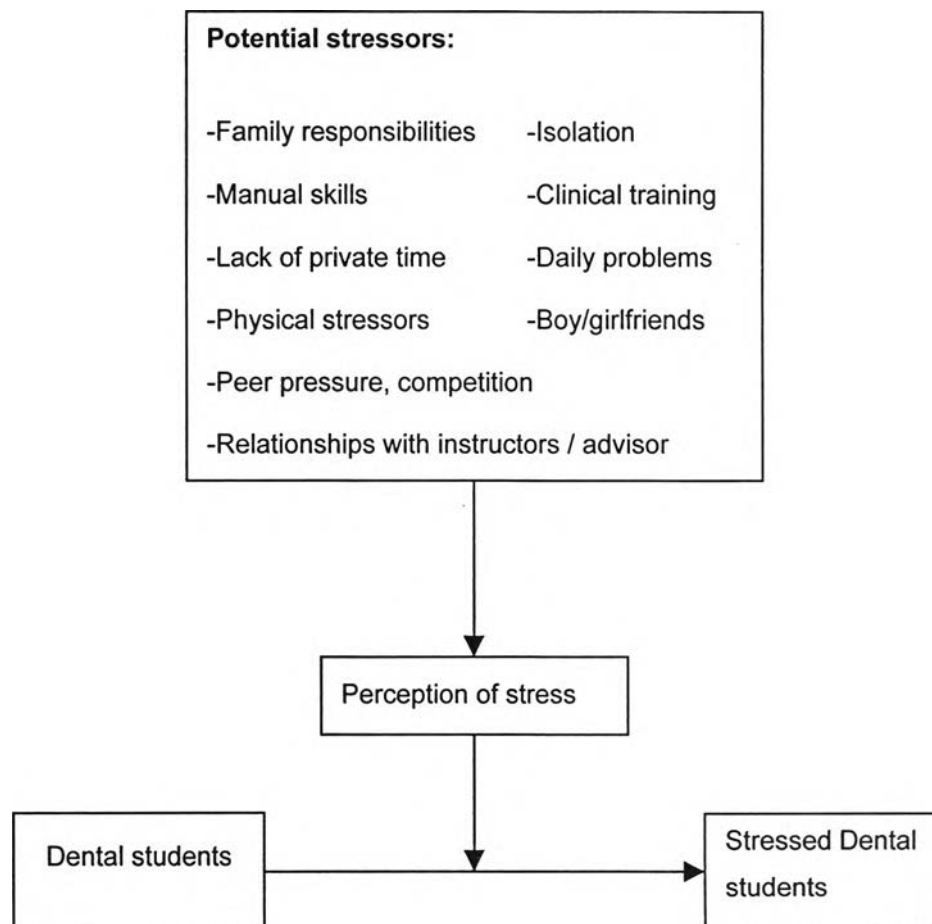 Potential stressors:
-Family responsibilities -Isolation
-Manual skills -Clinical training
-Lack of private time -Daily problems
-Physical stressors -Boy/girlfriends
-Peer pressure, competition
-Relationships with instructors / advisor
Perception of stress
Dental students
Stressed Dental
students